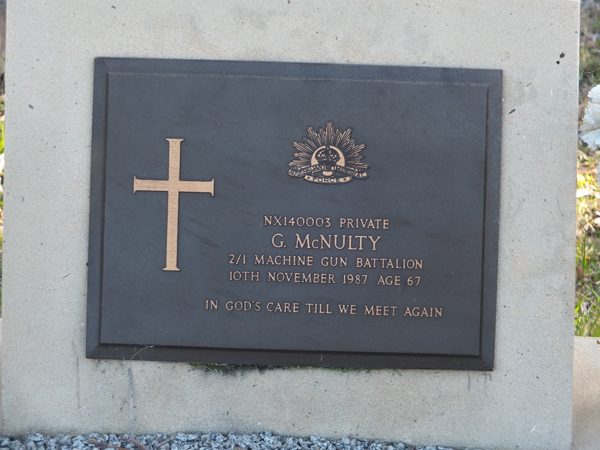 FORCE
NX140003 PRIVATE
G. McNULTY
2/1 MACHINE GUN BATTALION
10TH NOVEMBER 1987 AGE 67
IN GOD'S CARE TILL WE MEET AGAIN